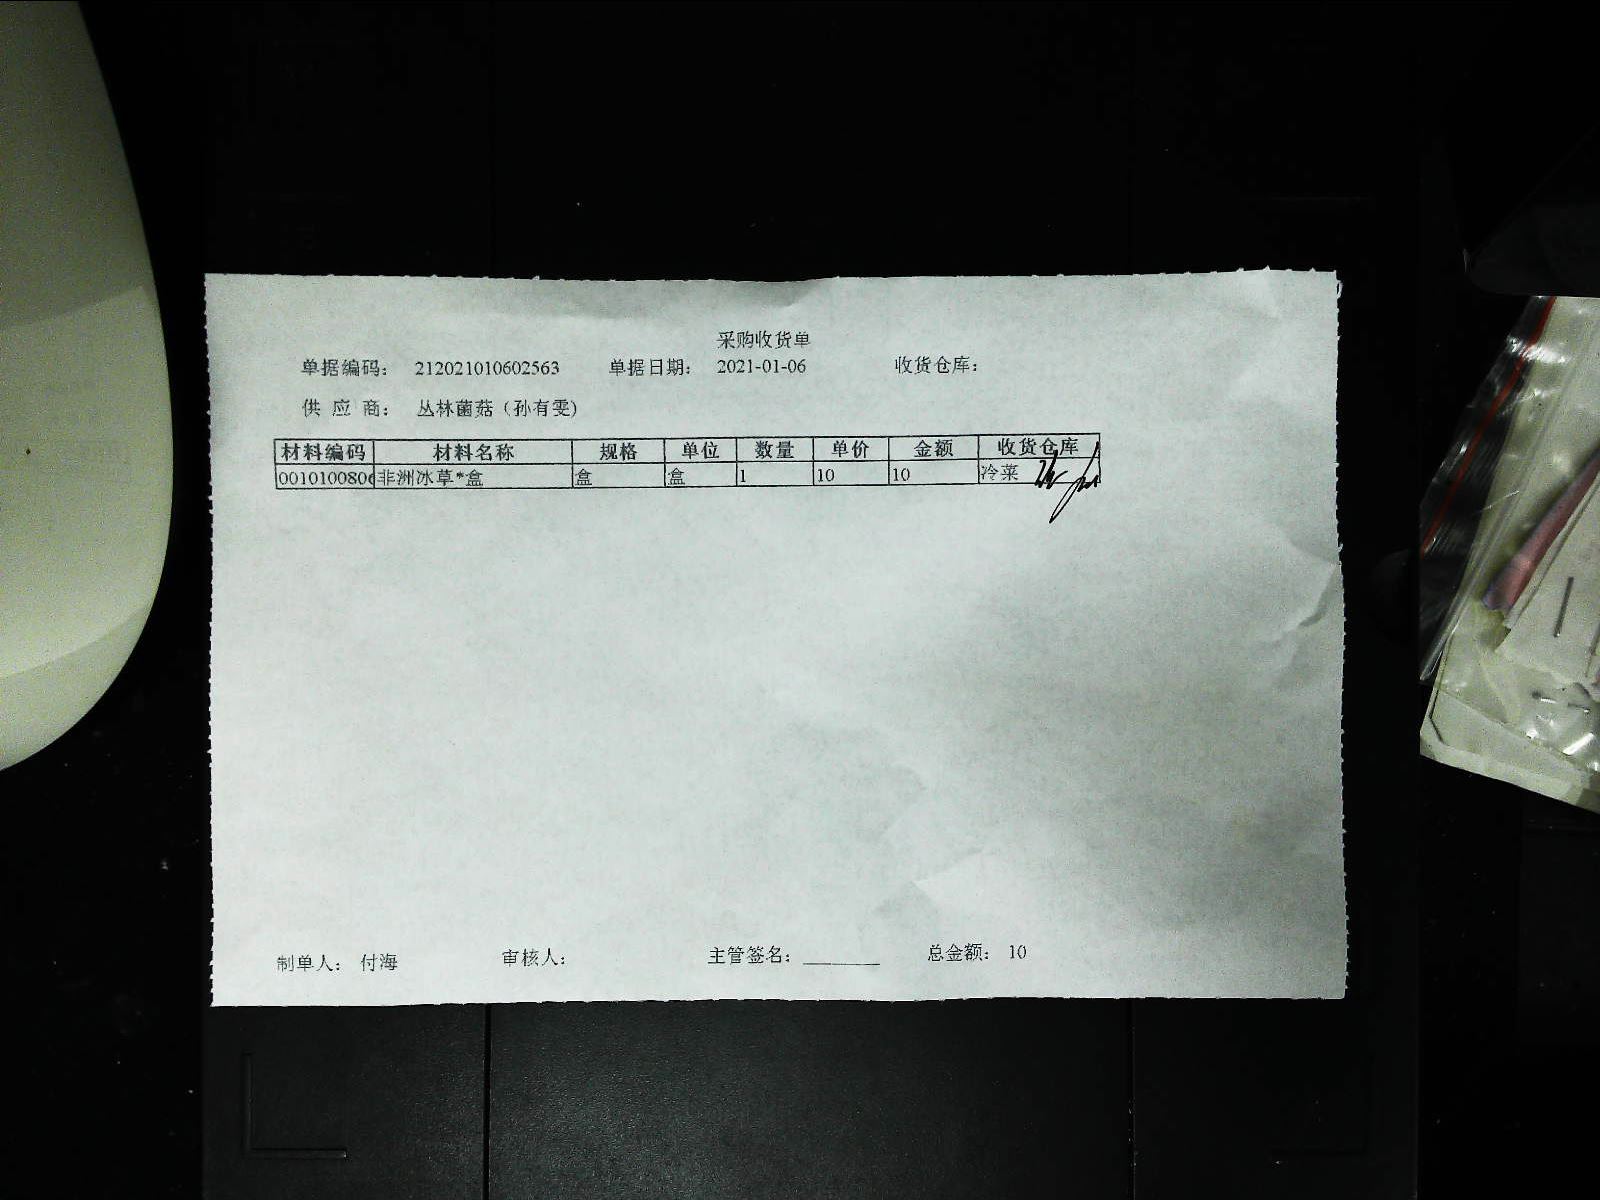 采购收货单
单据编码： 212021010602563 单据日期： 2021-01-06 收货仓库：
供 应 商： 丛林菌菇（孙有雯）
材料编码 材料名称 规格 单位 数量 单价 金额 收货仓库
0010100806 非洲冰草*盒 盒 盒 1 10 10 冷菜
制单人： 付海 审核人： 主管签名： 总金额： 10